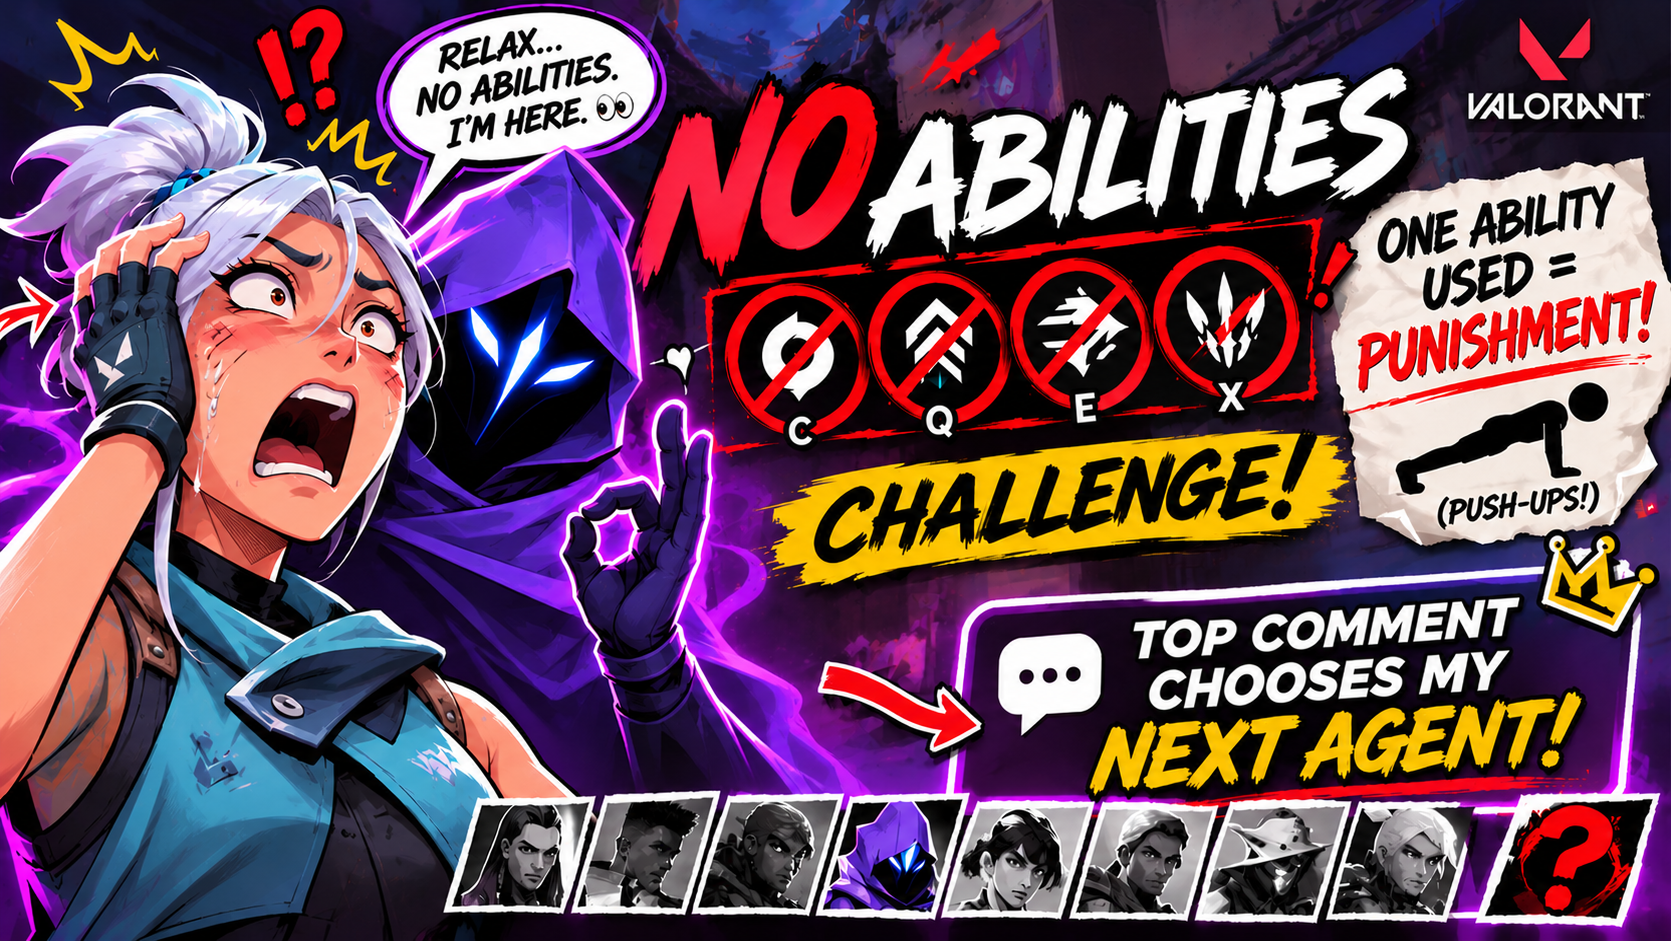 !?
RELAX...
NO ABILITIES.
I'M HERE. 👀
NO ABILITIES
C Q E X
CHALLENGE!
VALORANT™
ONE ABILITY
USED =
PUNISHMENT!
(PUSH-UPS!)
TOP COMMENT
CHOOSES MY
NEXT AGENT!
?